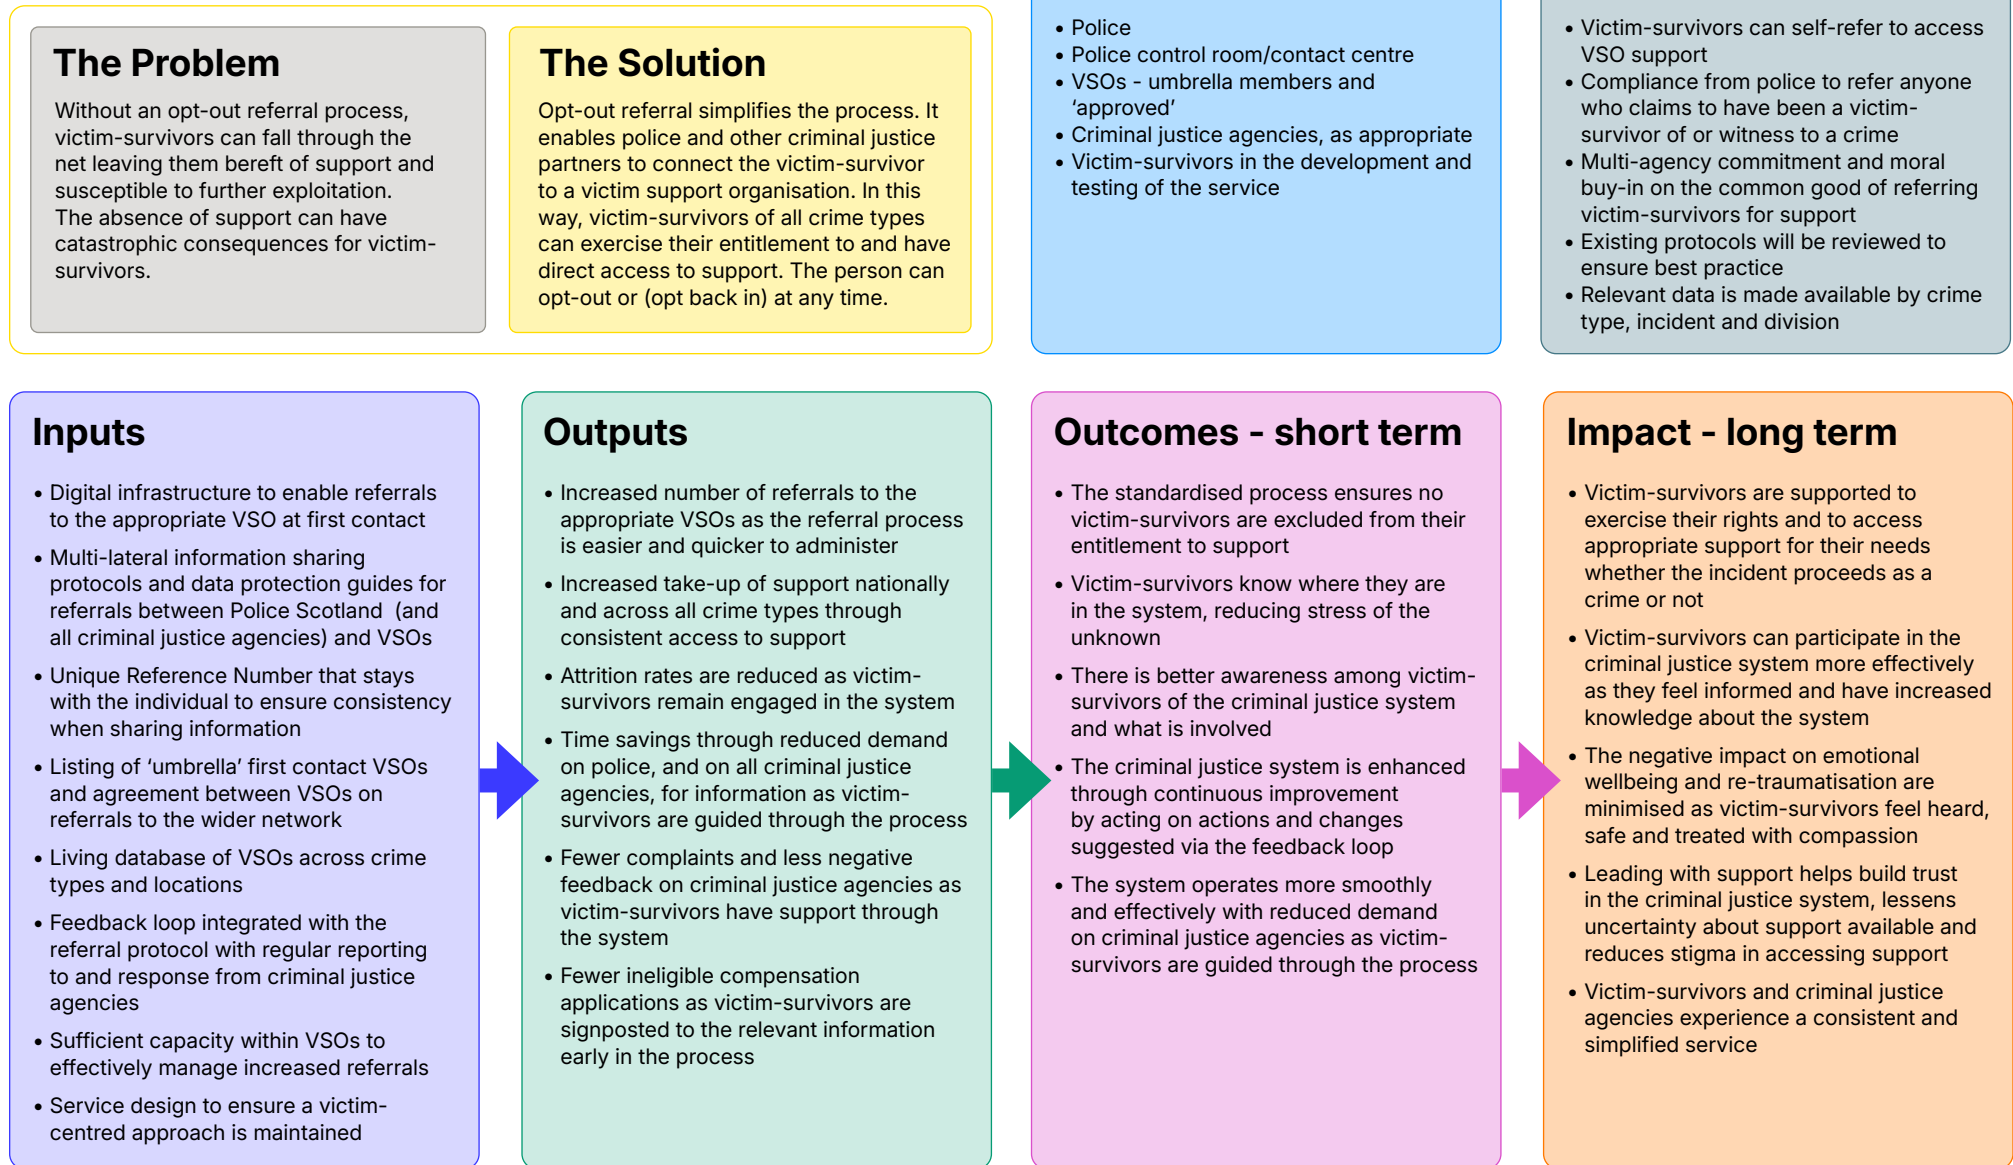 The Problem
Without an opt-out referral process,
victim-survivors can fall through the
net leaving them bereft of support and
susceptible to further exploitation.
The absence of support can have
catastrophic consequences for victim-
survivors.
The Solution
Opt-out referral simplifies the process. It
enables police and other criminal justice
partners to connect the victim-survivor
to a victim support organisation. In this
way, victim-survivors of all crime types
can exercise their entitlement to and have
direct access to support. The person can
opt-out or (opt back in) at any time.
• Police
• Police control room/contact centre
• VSOs - umbrella members and
‘approved’
• Criminal justice agencies, as appropriate
• Victim-survivors in the development and
testing of the service
• Victim-survivors can self-refer to access
VSO support
• Compliance from police to refer anyone
who claims to have been a victim-
survivor of or witness to a crime
• Multi-agency commitment and moral
buy-in on the common good of referring
victim-survivors for support
• Existing protocols will be reviewed to
ensure best practice
• Relevant data is made available by crime
type, incident and division
Inputs
• Digital infrastructure to enable referrals
to the appropriate VSO at first contact
• Multi-lateral information sharing
protocols and data protection guides for
referrals between Police Scotland (and
all criminal justice agencies) and VSOs
• Unique Reference Number that stays
with the individual to ensure consistency
when sharing information
• Listing of ‘umbrella’ first contact VSOs
and agreement between VSOs on
referrals to the wider network
• Living database of VSOs across crime
types and locations
• Feedback loop integrated with the
referral protocol with regular reporting
to and response from criminal justice
agencies
• Sufficient capacity within VSOs to
effectively manage increased referrals
• Service design to ensure a victim-
centred approach is maintained
Outputs
• Increased number of referrals to the
appropriate VSOs as the referral process
is easier and quicker to administer
• Increased take-up of support nationally
and across all crime types through
consistent access to support
• Attrition rates are reduced as victim-
survivors remain engaged in the system
• Time savings through reduced demand
on police, and on all criminal justice
agencies, for information as victim-
survivors are guided through the process
• Fewer complaints and less negative
feedback on criminal justice agencies as
victim-survivors have support through
the system
• Fewer ineligible compensation
applications as victim-survivors are
signposted to the relevant information
early in the process
Outcomes - short term
• The standardised process ensures no
victim-survivors are excluded from their
entitlement to support
• Victim-survivors know where they are
in the system, reducing stress of the
unknown
• There is better awareness among victim-
survivors of the criminal justice system
and what is involved
• The criminal justice system is enhanced
through continuous improvement
by acting on actions and changes
suggested via the feedback loop
• The system operates more smoothly
and effectively with reduced demand
on criminal justice agencies as victim-
survivors are guided through the process
Impact - long term
• Victim-survivors are supported to
exercise their rights and to access
appropriate support for their needs
whether the incident proceeds as a
crime or not
• Victim-survivors can participate in the
criminal justice system more effectively
as they feel informed and have increased
knowledge about the system
• The negative impact on emotional
wellbeing and re-traumatisation are
minimised as victim-survivors feel heard,
safe and treated with compassion
• Leading with support helps build trust
in the criminal justice system, lessens
uncertainty about support available and
reduces stigma in accessing support
• Victim-survivors and criminal justice
agencies experience a consistent and
simplified service